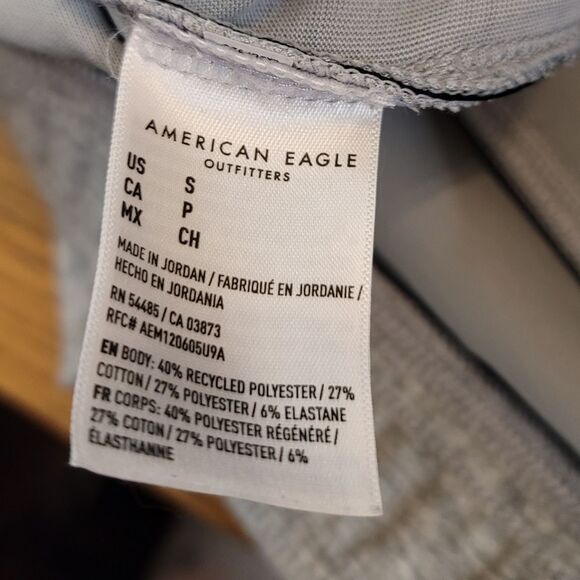 AMERICAN EAGLE
OUTFITTERS
US S
CA P
MX CH
MADE IN JORDAN / FABRIQUÉ EN JORDANIE /
HECHO EN JORDANIA
RN 54485 / CA 03873
RFC# AEM120605U9A
EN BODY: 40% RECYCLED POLYESTER / 27%
COTTON / 27% POLYESTER / 6% ELASTANE
FR CORPS: 40% POLYESTER RÉGÉNÉRÉ /
27% COTON / 27% POLYESTER / 6%
ÉLASTHANNE